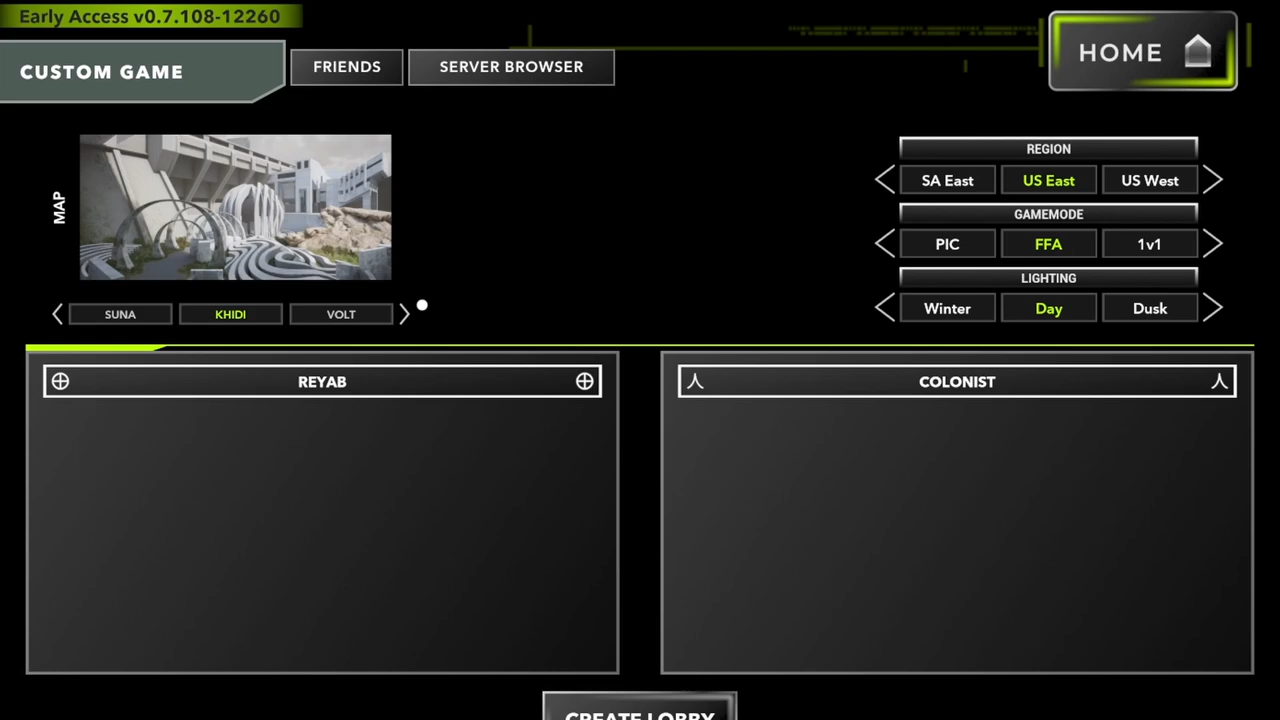 Early Access v0.7.108-12260
CUSTOM GAME
FRIENDS
SERVER BROWSER
HOME
MAP
SUNA
KHIDI
VOLT
REGION
SA East
US East
US West
GAMEMODE
PIC
FFA
1v1
LIGHTING
Winter
Day
Dusk
REYAB
COLONIST
CREATE LOBBY